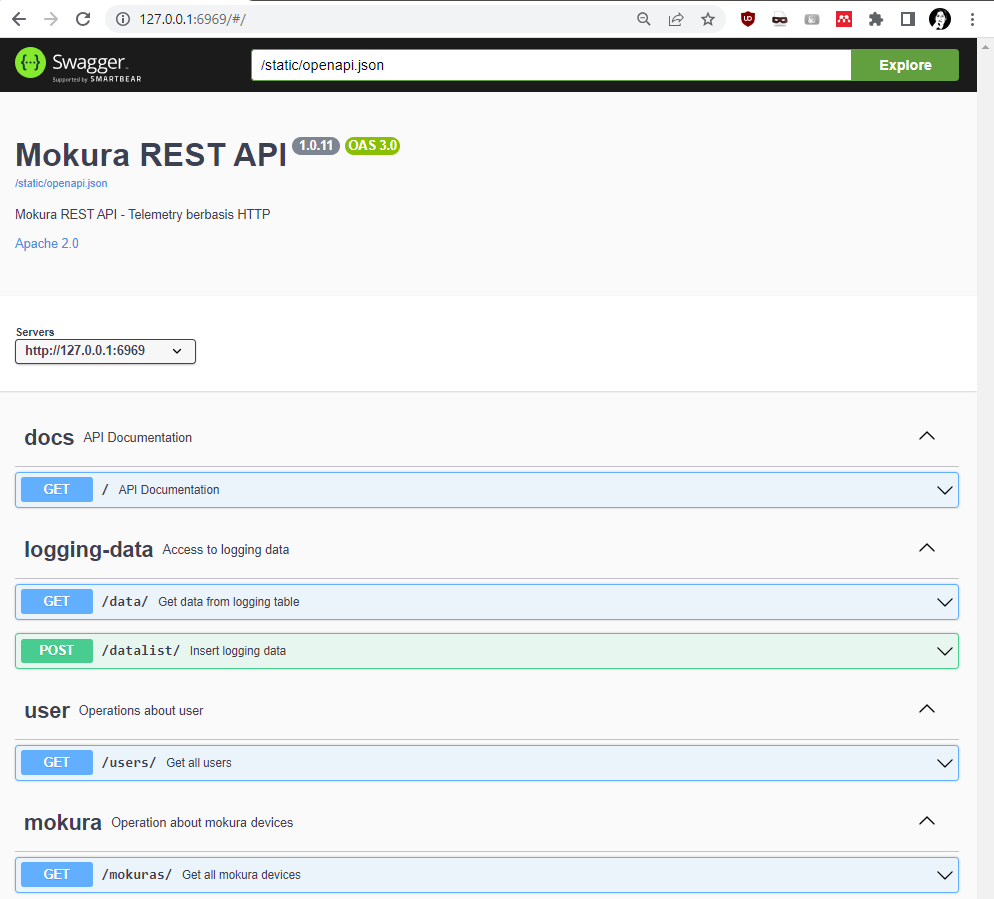 127.0.0.1:6969/#/
Swagger
Supported by SMARTBEAR
/static/openapi.json
Explore
Mokura REST API 1.0.11 OAS 3.0
/static/openapi.json
Mokura REST API - Telemetry berbasis HTTP
Apache 2.0
Servers
http://127.0.0.1:6969
docs API Documentation
GET / API Documentation
logging-data Access to logging data
GET /data/ Get data from logging table
POST /datalist/ Insert logging data
user Operations about user
GET /users/ Get all users
mokura Operation about mokura devices
GET /mokuras/ Get all mokura devices